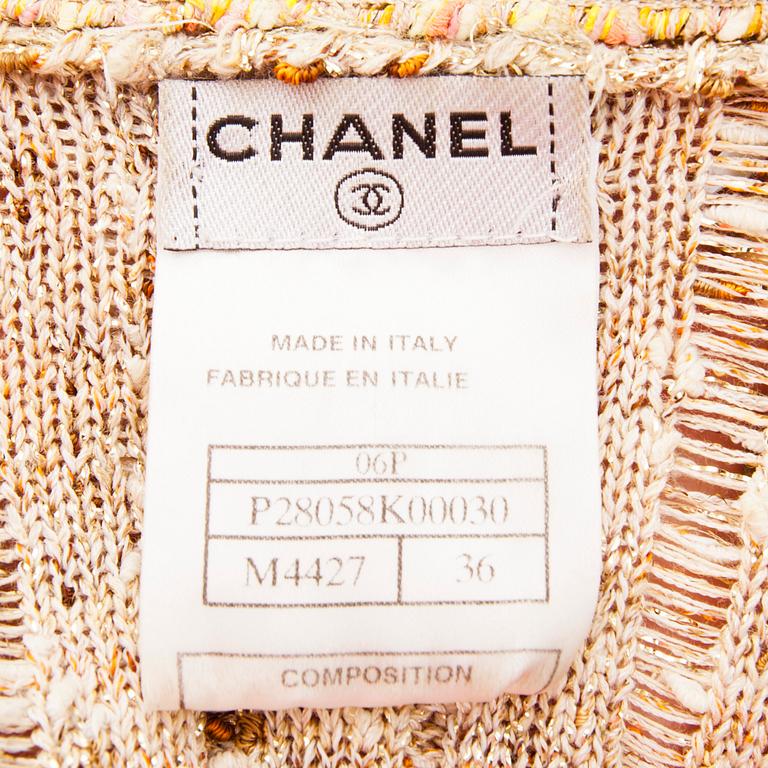 CHANEL
MADE IN ITALY
FABRIQUE EN ITALIE
06P
P28058K00030
M4427 36
COMPOSITION